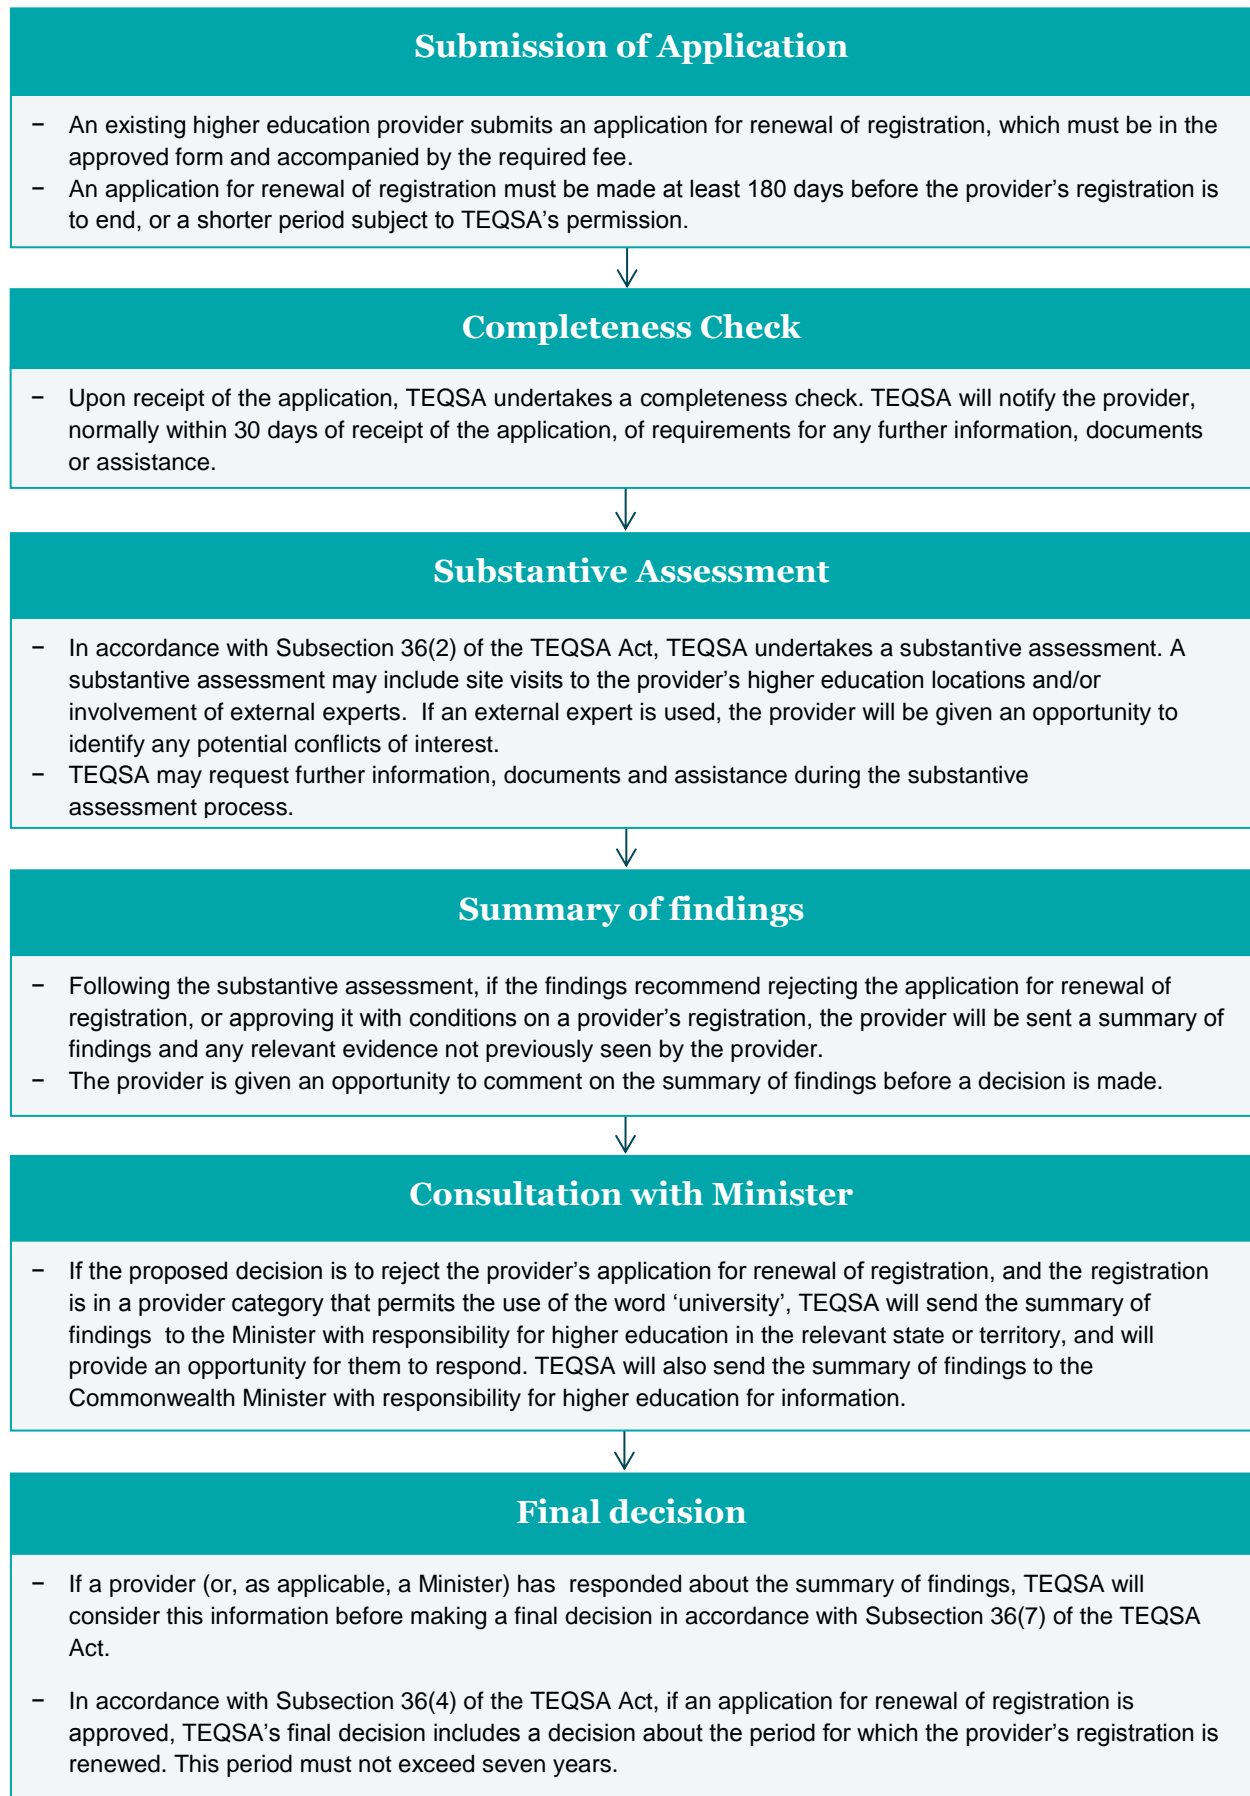 Submission of Application
− An existing higher education provider submits an application for renewal of registration, which must be in the
approved form and accompanied by the required fee.
− An application for renewal of registration must be made at least 180 days before the provider’s registration is
to end, or a shorter period subject to TEQSA’s permission.
Completeness Check
− Upon receipt of the application, TEQSA undertakes a completeness check. TEQSA will notify the provider,
normally within 30 days of receipt of the application, of requirements for any further information, documents
or assistance.
Substantive Assessment
− In accordance with Subsection 36(2) of the TEQSA Act, TEQSA undertakes a substantive assessment. A
substantive assessment may include site visits to the provider’s higher education locations and/or
involvement of external experts.  If an external expert is used, the provider will be given an opportunity to
identify any potential conflicts of interest.
− TEQSA may request further information, documents and assistance during the substantive
assessment process.
Summary of findings
− Following the substantive assessment, if the findings recommend rejecting the application for renewal of
registration, or approving it with conditions on a provider’s registration, the provider will be sent a summary of
findings and any relevant evidence not previously seen by the provider.
− The provider is given an opportunity to comment on the summary of findings before a decision is made.
Consultation with Minister
− If the proposed decision is to reject the provider’s application for renewal of registration, and the registration
is in a provider category that permits the use of the word ‘university’, TEQSA will send the summary of
findings  to the Minister with responsibility for higher education in the relevant state or territory, and will
provide an opportunity for them to respond. TEQSA will also send the summary of findings to the
Commonwealth Minister with responsibility for higher education for information.
Final decision
− If a provider (or, as applicable, a Minister) has  responded about the summary of findings, TEQSA will
consider this information before making a final decision in accordance with Subsection 36(7) of the TEQSA
Act.
− In accordance with Subsection 36(4) of the TEQSA Act, if an application for renewal of registration is
approved, TEQSA’s final decision includes a decision about the period for which the provider’s registration is
renewed. This period must not exceed seven years.